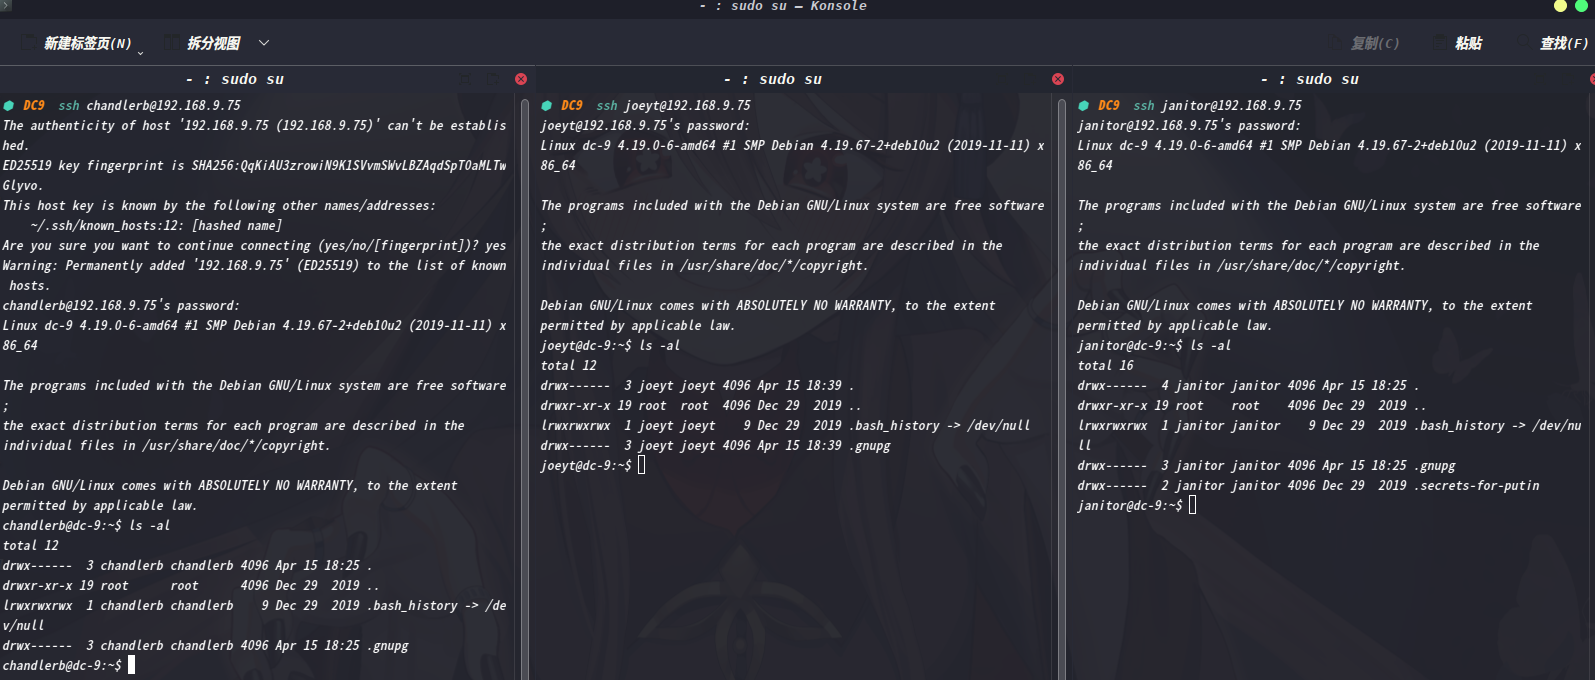 - : sudo su — Konsole
新建标签页(N)
拆分视图
复制(C)
粘贴
查找(F)
- : sudo su
DC9 ssh chandlerb@192.168.9.75
The authenticity of host '192.168.9.75 (192.168.9.75)' can't be establis
hed.
ED25519 key fingerprint is SHA256:QqKiAU3zrowiN9K1SVvmSWvLBZAqdSpT0aMLTw
Glyvo.
This host key is known by the following other names/addresses:
~/.ssh/known_hosts:12: [hashed name]
Are you sure you want to continue connecting (yes/no/[fingerprint])? yes
Warning: Permanently added '192.168.9.75' (ED25519) to the list of known
hosts.
chandlerb@192.168.9.75's password:
Linux dc-9 4.19.0-6-amd64 #1 SMP Debian 4.19.67-2+deb10u2 (2019-11-11) x
86_64
The programs included with the Debian GNU/Linux system are free software
;
the exact distribution terms for each program are described in the
individual files in /usr/share/doc/*/copyright.
Debian GNU/Linux comes with ABSOLUTELY NO WARRANTY, to the extent
permitted by applicable law.
chandlerb@dc-9:~$ ls -al
total 12
drwx------  3 chandlerb chandlerb 4096 Apr 15 18:25 .
drwxr-xr-x 19 root      root      4096 Dec 29  2019 ..
lrwxrwxrwx  1 chandlerb chandlerb    9 Dec 29  2019 .bash_history -> /de
v/null
drwx------  3 chandlerb chandlerb 4096 Apr 15 18:25 .gnupg
chandlerb@dc-9:~$
- : sudo su
DC9 ssh joeyt@192.168.9.75
joeyt@192.168.9.75's password:
Linux dc-9 4.19.0-6-amd64 #1 SMP Debian 4.19.67-2+deb10u2 (2019-11-11) x
86_64
The programs included with the Debian GNU/Linux system are free software
;
the exact distribution terms for each program are described in the
individual files in /usr/share/doc/*/copyright.
Debian GNU/Linux comes with ABSOLUTELY NO WARRANTY, to the extent
permitted by applicable law.
joeyt@dc-9:~$ ls -al
total 12
drwx------  3 joeyt joeyt 4096 Apr 15 18:39 .
drwxr-xr-x 19 root  root  4096 Dec 29  2019 ..
lrwxrwxrwx  1 joeyt joeyt    9 Dec 29  2019 .bash_history -> /dev/null
drwx------  3 joeyt joeyt 4096 Apr 15 18:39 .gnupg
joeyt@dc-9:~$
- : sudo su
DC9 ssh janitor@192.168.9.75
janitor@192.168.9.75's password:
Linux dc-9 4.19.0-6-amd64 #1 SMP Debian 4.19.67-2+deb10u2 (2019-11-11) x
86_64
The programs included with the Debian GNU/Linux system are free software
;
the exact distribution terms for each program are described in the
individual files in /usr/share/doc/*/copyright.
Debian GNU/Linux comes with ABSOLUTELY NO WARRANTY, to the extent
permitted by applicable law.
janitor@dc-9:~$ ls -al
total 16
drwx------  4 janitor janitor 4096 Apr 15 18:25 .
drwxr-xr-x 19 root    root    4096 Dec 29  2019 ..
lrwxrwxrwx  1 janitor janitor    9 Dec 29  2019 .bash_history -> /dev/nu
ll
drwx------  3 janitor janitor 4096 Apr 15 18:25 .gnupg
drwx------  2 janitor janitor 4096 Dec 29  2019 .secrets-for-putin
janitor@dc-9:~$